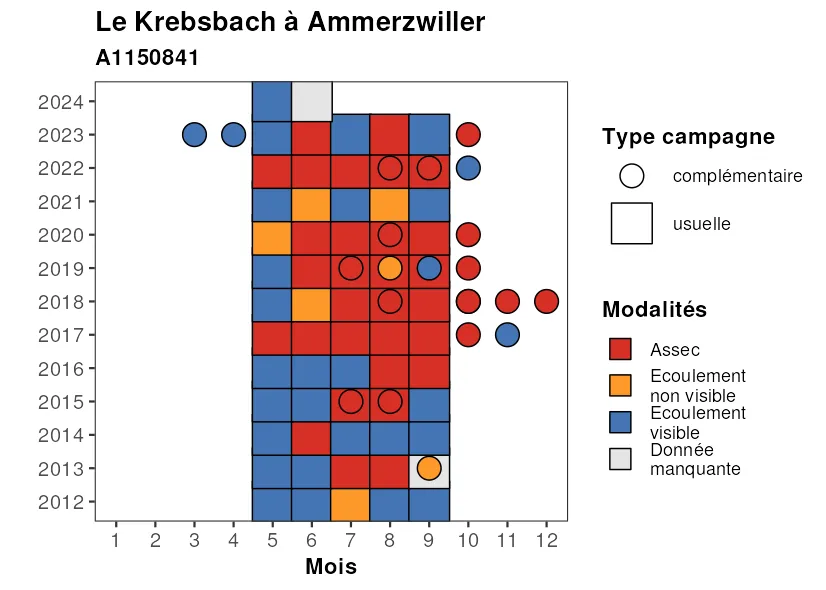 Le Krebsbach à Ammerzwiller
A1150841
2024
2023
2022
2021
2020
2019
2018
2017
2016
2015
2014
2013
2012
1 2 3 4 5 6 7 8 9 10 11 12
Mois
Type campagne
complémentaire
usuelle
Modalités
Assec
Ecoulement
non visible
Ecoulement
visible
Donnée
manquante